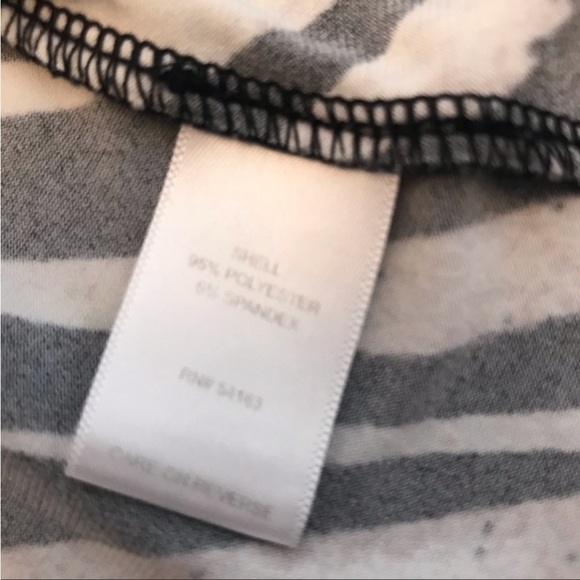 SHELL
95% POLYESTER
5% SPANDEX
RN# 54163
CARE ON REVERSE